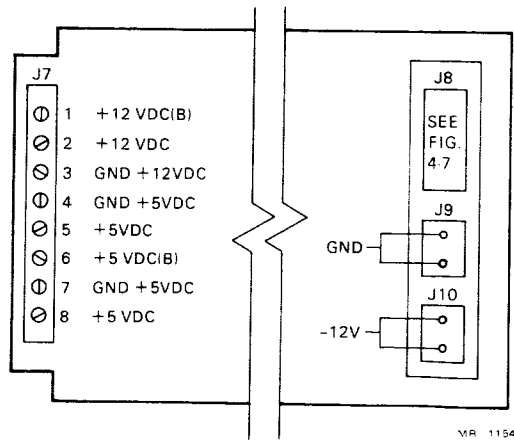 J7
1 +12 VDC(B)
2 +12 VDC
3 GND +12VDC
4 GND +5VDC
5 +5VDC
6 +5 VDC(B)
7 GND +5VDC
8 +5 VDC
J8
SEE
FIG.
4-7
J9
GND
J10
-12V
MR 1154